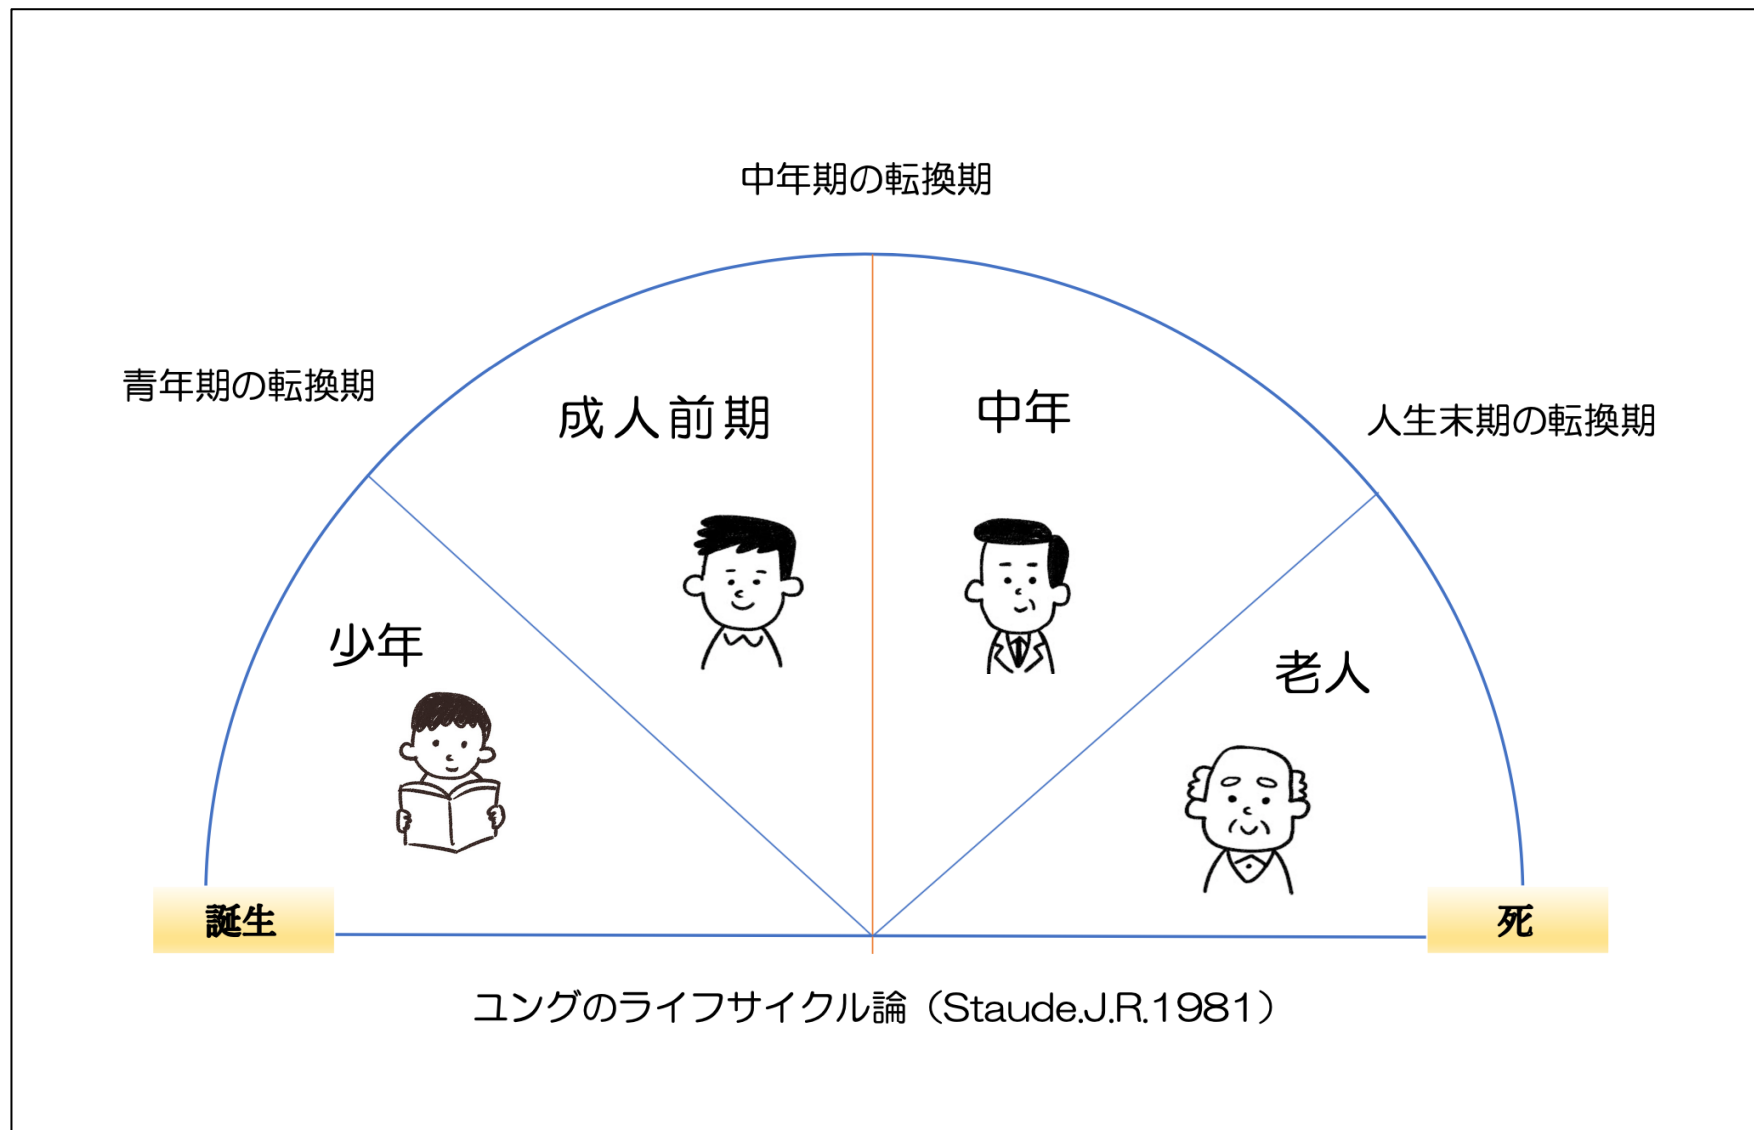 中年期の転換期
青年期の転換期
成人前期
中年
人生末期の転換期
少年
老人
誕生
死
ユングのライフサイクル論（Staude.J.R.1981）